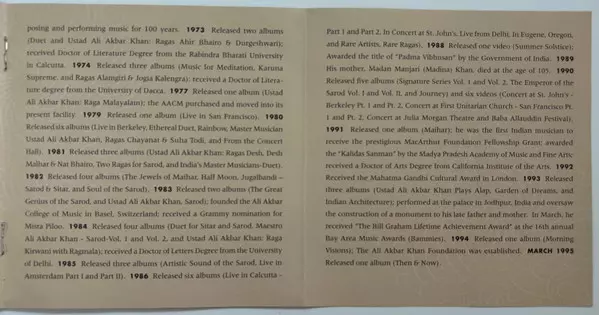 posing and performing music for 100 years. 1973 Released two albums
(Duet and Ustad Ali Akbar Khan: Ragas Ahir Bhairo & Durgeshwari);
received Doctor of Literature Degree from the Rabindra Bharati University
in Calcutta. 1974 Released three albums (Music for Meditation, Karuna
Supreme, and Ragas Alamgiri & Jogia Kalengra); received a Doctor of Litera-
ture degree from the University of Dacca. 1977 Released one album (Ustad
Ali Akbar Khan: Raga Malayalam); the AACM purchased and moved into its
present facility. 1979 Released one album (Live in San Francisco). 1980
Released six albums (Live in Berkeley, Ethereal Duet, Rainbow, Master Musician
Ustad Ali Akbar Khan, Ragas Chayanat & Suha Todi, and From the Concert
Hall). 1981 Released three albums (Ustad Ali Akbar Khan: Ragas Desh, Desh
Malhar & Nat Bhairo, Two Ragas for Sarod, and India's Master Musicians-Duet).
1982 Released four albums (The Jewels of Maihar, Half Moon, Jugalbandi –
Sarod & Sitar, and Soul of the Sarod). 1983 Released two albums (The Great
Genius of the Sarod, and Ustad Ali Akbar Khan, Sarod); founded the Ali Akbar
College of Music in Basel, Switzerland; received a Grammy nomination for
Misra Piloo. 1984 Released four albums (Duet for Sitar and Sarod, Maestro
Ali Akbar Khan - Sarod-Vol. 1 and Vol. 2, and Ustad Ali Akbar Khan: Raga
Kirwani with Ragmala); received a Doctor of Letters Degree from the University
of Delhi. 1985 Released three albums (Artistic Sound of the Sarod, Live in
Amsterdam Part I and Part II). 1986 Released six albums (Live in Calcutta –
Part 1 and Part 2, In Concert at St. John's, Live from Delhi, In Eugene, Oregon,
and Rare Artists, Rare Ragas). 1988 Released one video (Summer Solstice);
Awarded the title of "Padma Vibhusan" by the Government of India. 1989
His mother, Madan Manjari (Madina) Khan, died at the age of 105. 1990
Released five albums (Signature Series Vol. 1 and Vol. 2, The Emperor of the
Sarod Vol. I and Vol. II, and Journey) and six videos (Concert at St. John's -
Berkeley Pt. 1 and Pt. 2, Concert at First Unitarian Church - San Francisco Pt.
1 and Pt. 2, Concert at Julia Morgan Theatre and Baba Allauddin Festival).
1991 Released one album (Maihar); he was the first Indian musician to
receive the prestigious MacArthur Foundation Fellowship Grant; awarded
the "Kalidas Sanman" by the Madya Pradesh Academy of Music and Fine Arts;
received a Doctor of Arts Degree from California Institute of the Arts. 1992
Received the Mahatma Gandhi Cultural Award in London. 1993 Released
three albums (Ustad Ali Akbar Khan Plays Alap, Garden of Dreams, and
Indian Architecture); performed at the palace in Jodhpur, India and oversaw
the construction of a monument to his late father and mother. In March, he
received "The Bill Graham Lifetime Achievement Award" at the 16th annual
Bay Area Music Awards (Bammies). 1994 Released one album (Morning
Visions); The Ali Akbar Khan Foundation was established. MARCH 1995
Released one album (Then & Now).